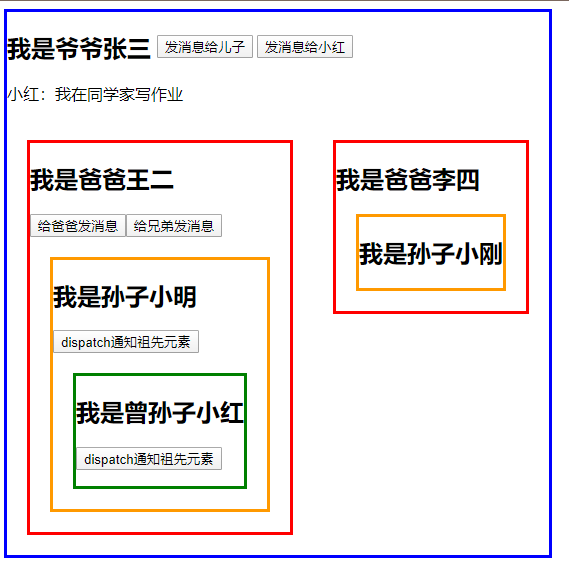 我是爷爷张三 发消息给儿子 发消息给小红
小红：我在同学家写作业
我是爸爸王二
给爸爸发消息 给兄弟发消息
我是孙子小明
dispatch通知祖先元素
我是曾孙子小红
dispatch通知祖先元素
我是爸爸李四
我是孙子小刚